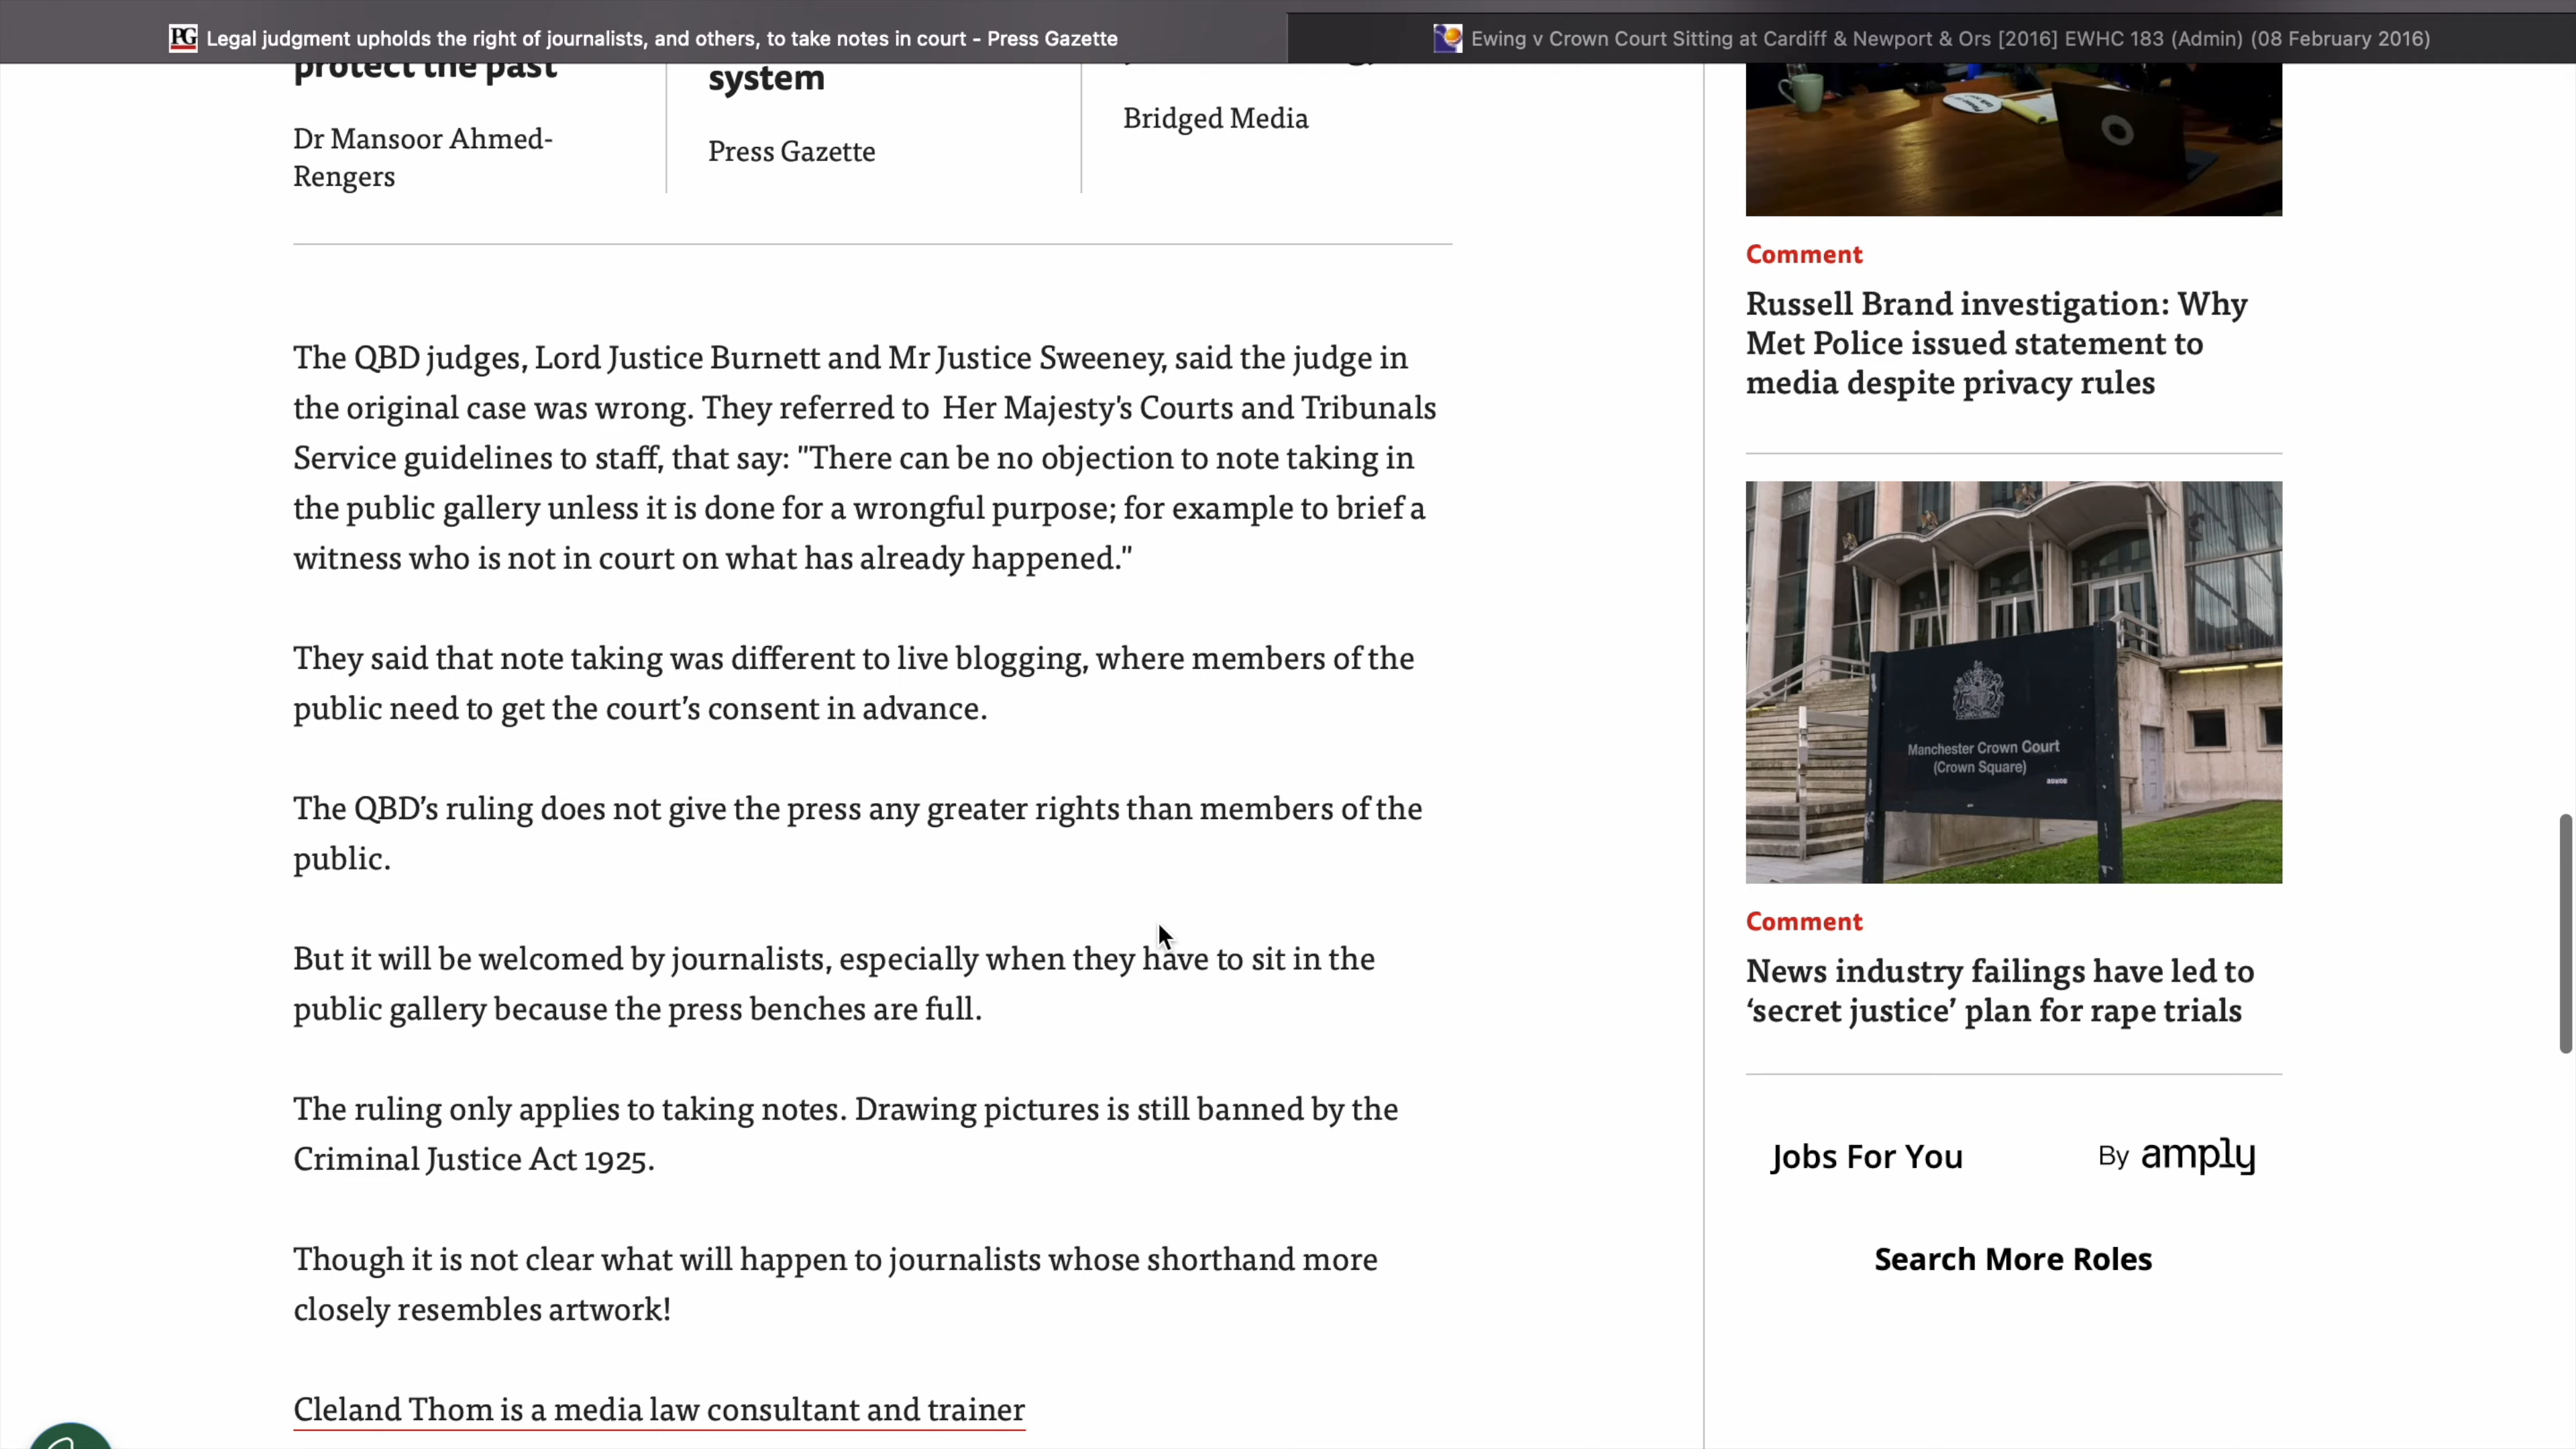 PG Legal judgment upholds the right of journalists, and others, to take notes in court - Press Gazette
Ewing v Crown Court Sitting at Cardiff & Newport & Ors [2016] EWHC 183 (Admin) (08 February 2016)
protect the past
Dr Mansoor Ahmed-
Rengers
system
Press Gazette
Bridged Media
The QBD judges, Lord Justice Burnett and Mr Justice Sweeney, said the judge in
the original case was wrong. They referred to  Her Majesty's Courts and Tribunals
Service guidelines to staff, that say: "There can be no objection to note taking in
the public gallery unless it is done for a wrongful purpose; for example to brief a
witness who is not in court on what has already happened."
They said that note taking was different to live blogging, where members of the
public need to get the court's consent in advance.
The QBD's ruling does not give the press any greater rights than members of the
public.
But it will be welcomed by journalists, especially when they have to sit in the
public gallery because the press benches are full.
The ruling only applies to taking notes. Drawing pictures is still banned by the
Criminal Justice Act 1925.
Though it is not clear what will happen to journalists whose shorthand more
closely resembles artwork!
Cleland Thom is a media law consultant and trainer
Comment
Russell Brand investigation: Why
Met Police issued statement to
media despite privacy rules
Manchester Crown Court
(Crown Square)
Comment
News industry failings have led to
‘secret justice’ plan for rape trials
Jobs For You
By amply
Search More Roles